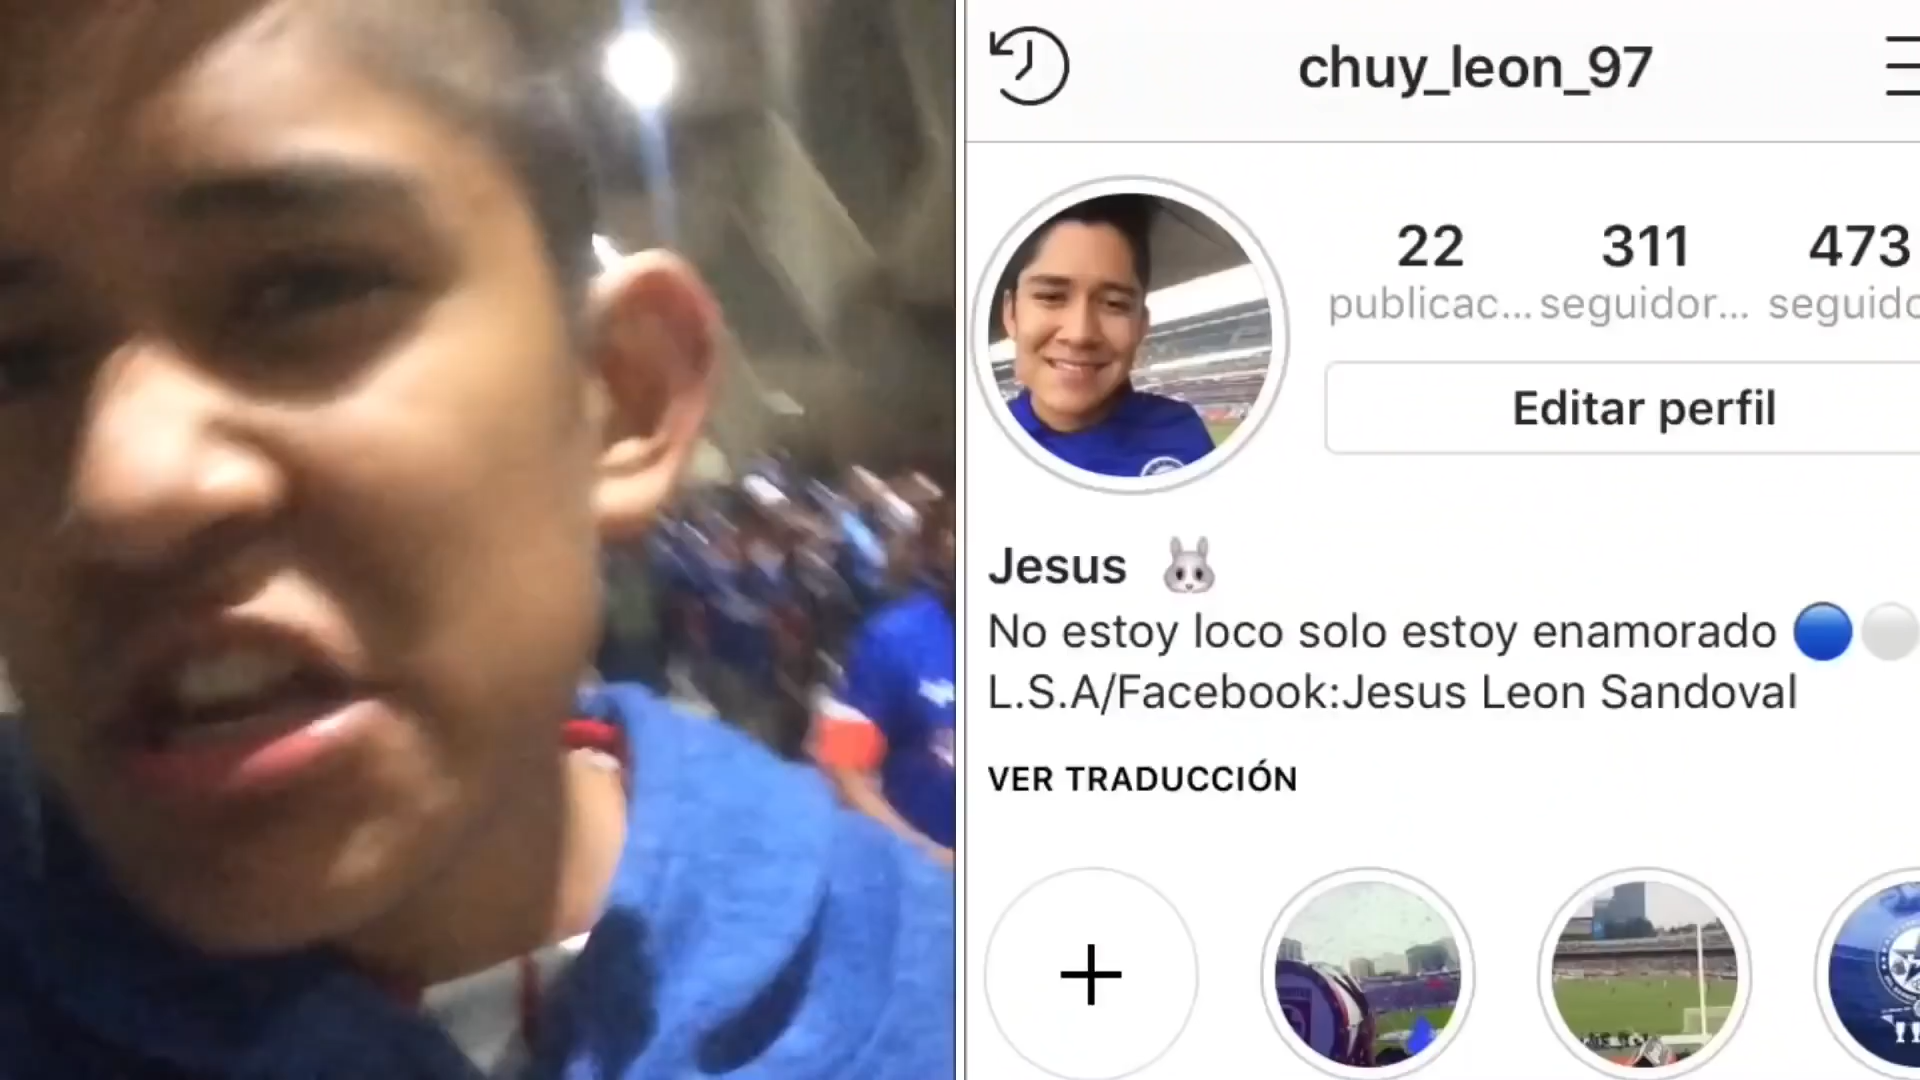 chuy_leon_97
22 311 473
publicac... seguidor... seguido
Editar perfil
Jesus
No estoy loco solo estoy enamorado
L.S.A/Facebook:Jesus Leon Sandoval
VER TRADUCCIÓN